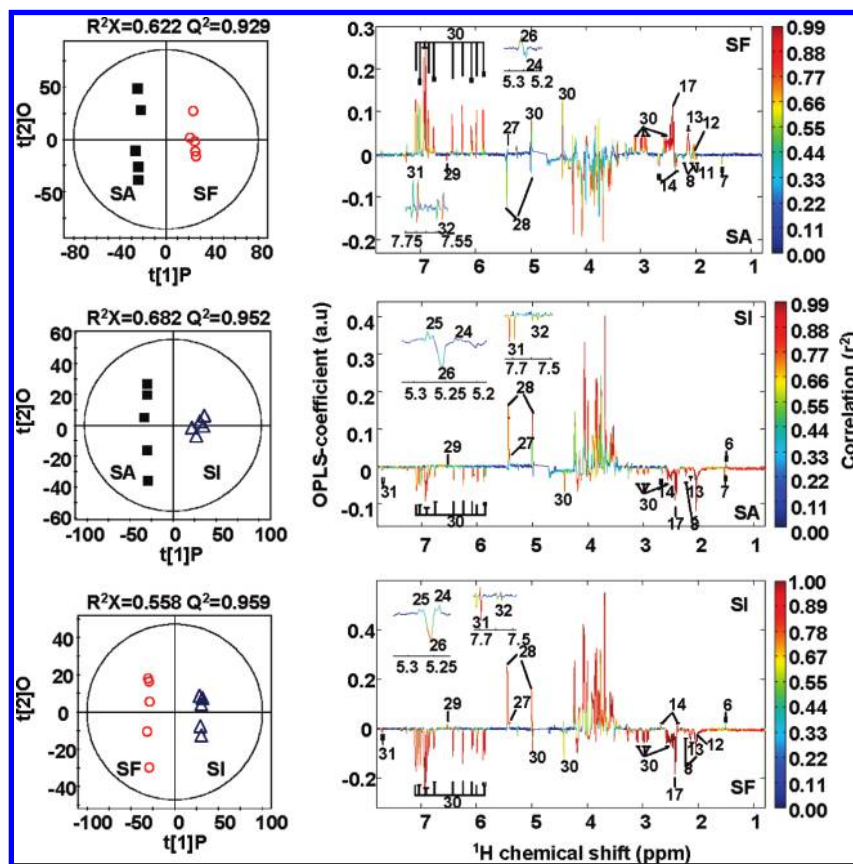 R²X=0.622 Q²=0.929
t[2]O
50
0
-50
SA SF
-80 -40 0 40 80
t[1]P
0.3
0.2
0.1
0
-0.1
-0.2
30
26
24
5.3 5.2
SF
17
27 30 30 30 13 12
31 29 28 14 8 11 7
32
7.75 7.55
SA
7 6 5 4 3 2 1
0.99
0.88
0.77
0.66
0.55
0.44
0.33
0.22
0.11
0.00
R²X=0.682 Q²=0.952
t[2]O
60
40
20
0
-20
-40
-60
SA SI
-100 -50 0 50 100
t[1]P
OPLS-coefficient (a.u)
0.4
0.3
0.2
0.1
0
-0.1
25 24
26
5.3 5.25 5.2
31 32
7.7 7.5
SI
28
29 27 6
31 30 30 30 14 13 7
17 8
SA
7 6 5 4 3 2 1
0.99
0.88
0.77
0.66
0.55
0.44
0.33
0.22
0.11
0.00
Correlation (r²)
R²X=0.558 Q²=0.959
t[2]O
40
20
0
-20
-40
SF SI
-100 -50 0 50 100
t[1]P
0.4
0.2
0
-0.2
25 24
26
5.3 5.25
31 32
7.7 7.5
SI
28
29 27 14 6
31 30 30 30 30 8 13 12
17
SF
7 6 5 4 3 2 1
¹H chemical shift (ppm)
1.00
0.89
0.78
0.67
0.56
0.44
0.33
0.22
0.11
0.00